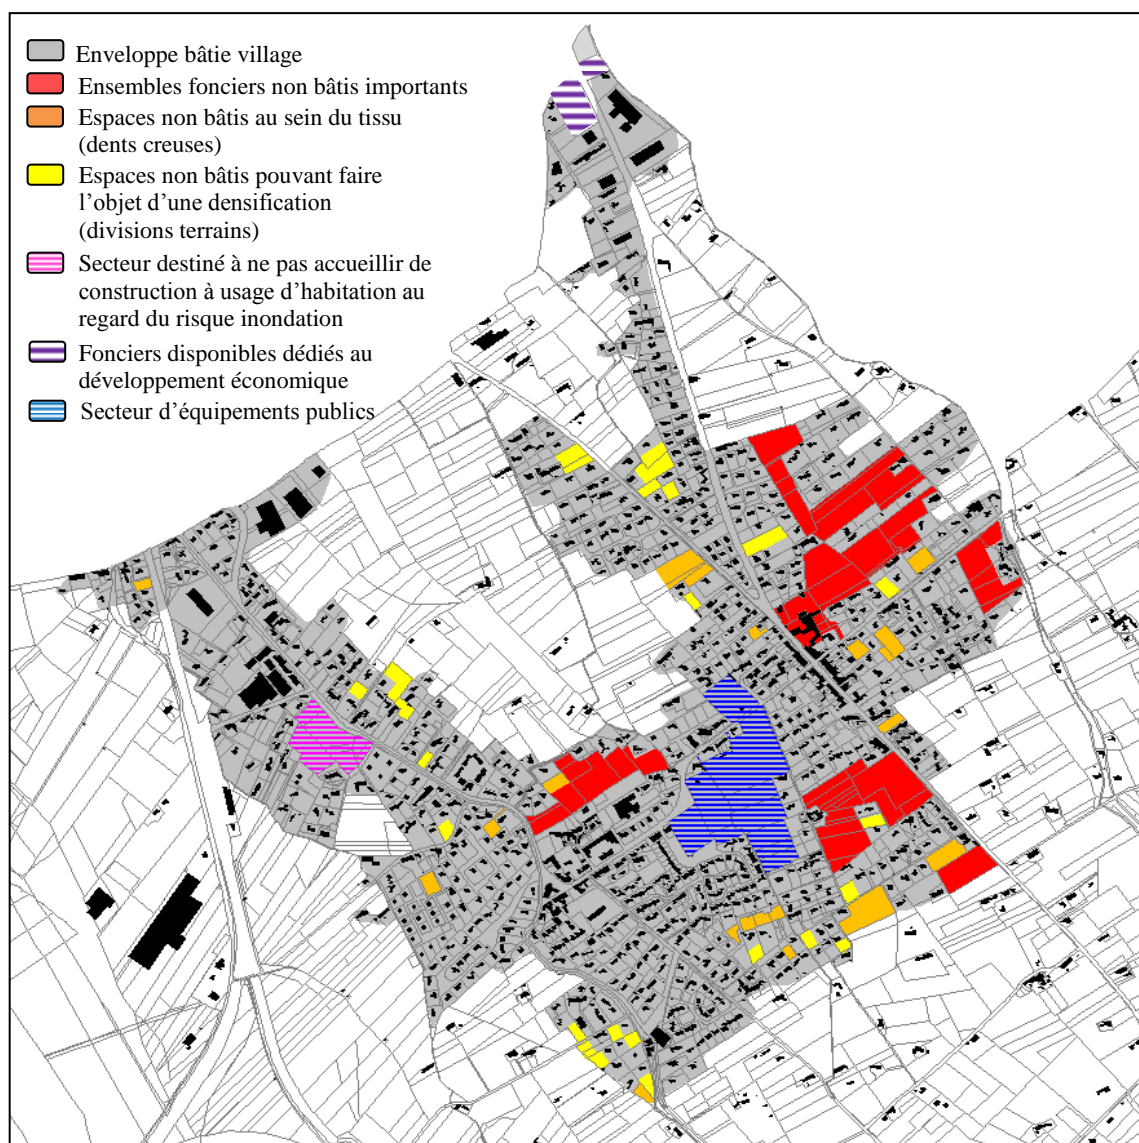 Enveloppe bâtie village
Ensembles fonciers non bâtis importants
Espaces non bâtis au sein du tissu
(dents creuses)
Espaces non bâtis pouvant faire
l'objet d'une densification
(divisions terrains)
Secteur destiné à ne pas accueillir de
construction à usage d'habitation au
regard du risque inondation
Fonciers disponibles dédiés au
développement économique
Secteur d'équipements publics